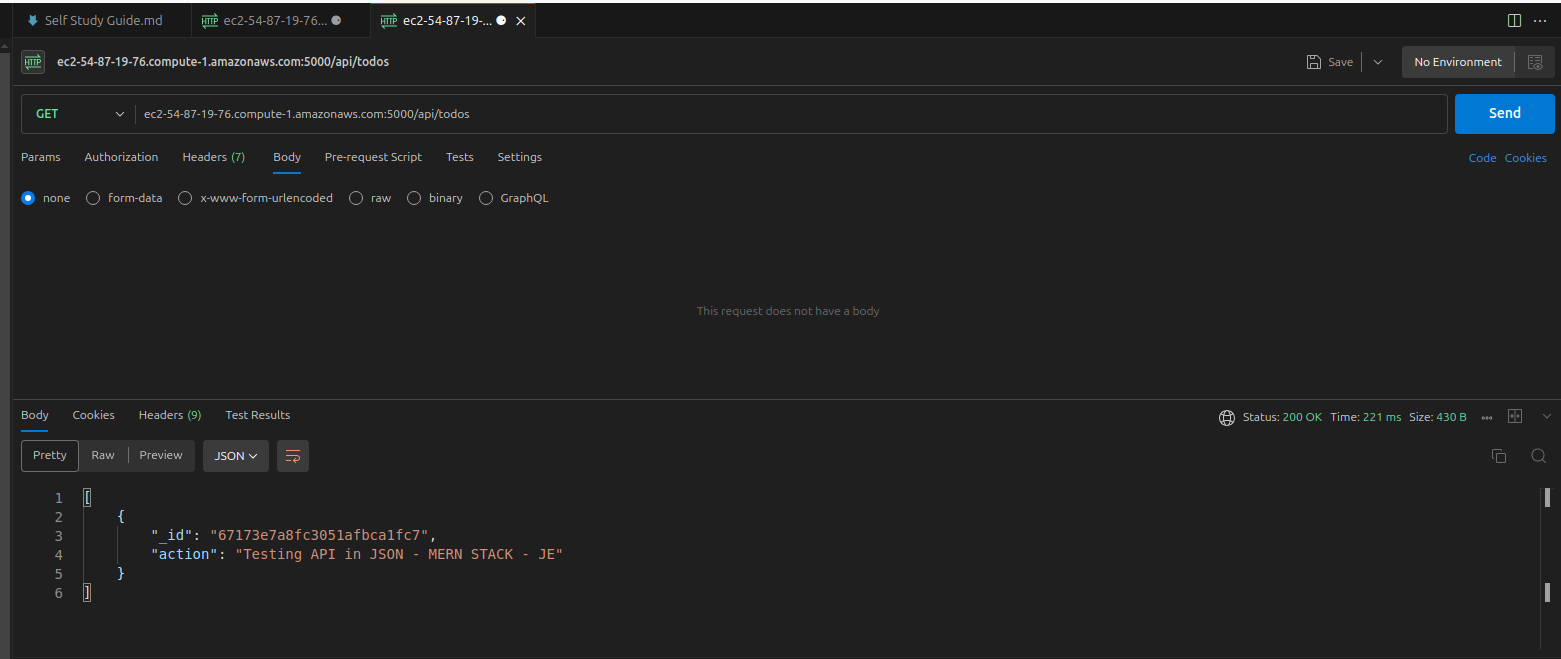 Self Study Guide.md HTTP ec2-54-87-19-76... HTTP ec2-54-87-19-...
HTTP ec2-54-87-19-76.compute-1.amazonaws.com:5000/api/todos Save No Environment
GET ec2-54-87-19-76.compute-1.amazonaws.com:5000/api/todos Send
Params Authorization Headers (7) Body Pre-request Script Tests Settings Code Cookies
none form-data x-www-form-urlencoded raw binary GraphQL
This request does not have a body
Body Cookies Headers (9) Test Results Status: 200 OK Time: 221 ms Size: 430 B
Pretty Raw Preview JSON
1 [
2 {
3 "_id": "67173e7a8fc3051afbca1fc7",
4 "action": "Testing API in JSON - MERN STACK - JE"
5 }
6 ]